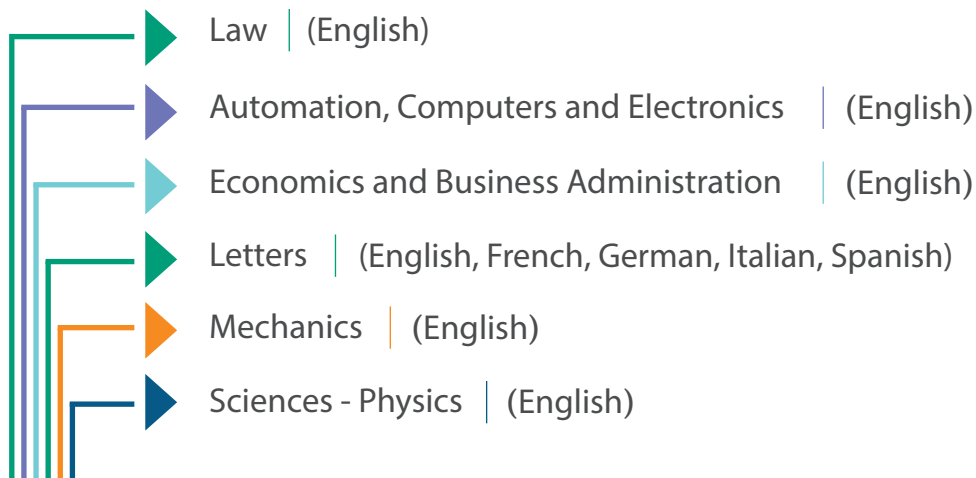 Law | (English)
Automation, Computers and Electronics | (English)
Economics and Business Administration | (English)
Letters | (English, French, German, Italian, Spanish)
Mechanics | (English)
Sciences - Physics | (English)